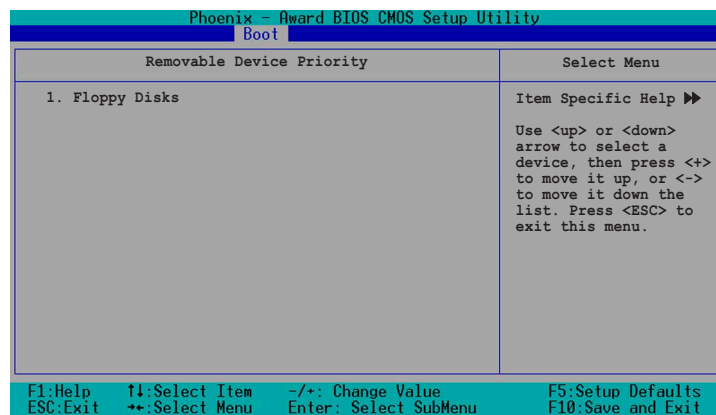 Phoenix - Award BIOS CMOS Setup Utility
Boot
Removable Device Priority
Select Menu
1. Floppy Disks
Item Specific Help ▶▶
Use <up> or <down>
arrow to select a
device, then press <+>
to move it up, or <->
to move it down the
list. Press <ESC> to
exit this menu.
F1:Help ↑↓:Select Item -/+: Change Value F5:Setup Defaults
ESC:Exit →←:Select Menu Enter: Select SubMenu F10:Save and Exit